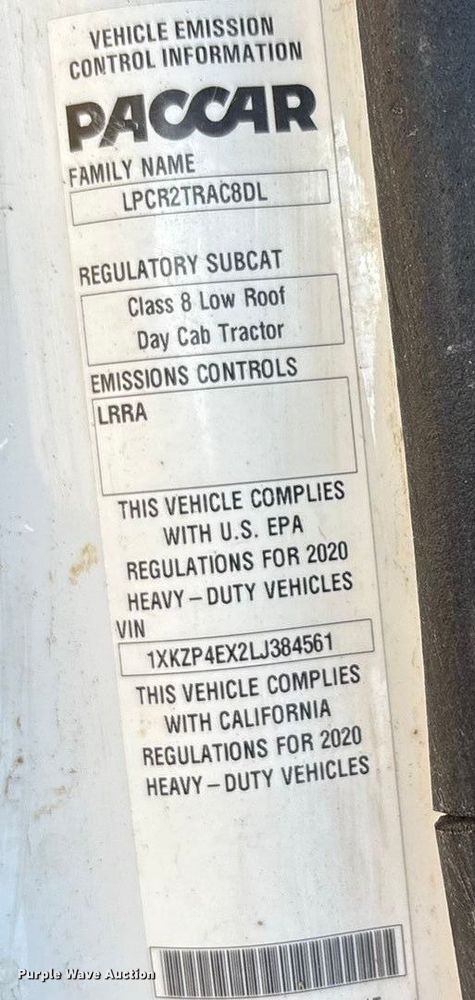 VEHICLE EMISSION
CONTROL INFORMATION
PACCAR
FAMILY NAME
LPCR2TRAC8DL
REGULATORY SUBCAT
Class 8 Low Roof
Day Cab Tractor
EMISSIONS CONTROLS
LRRA
THIS VEHICLE COMPLIES
WITH U.S. EPA
REGULATIONS FOR 2020
HEAVY-DUTY VEHICLES
VIN
1XKZP4EX2LJ384561
THIS VEHICLE COMPLIES
WITH CALIFORNIA
REGULATIONS FOR 2020
HEAVY-DUTY VEHICLES
Purple Wave Auction